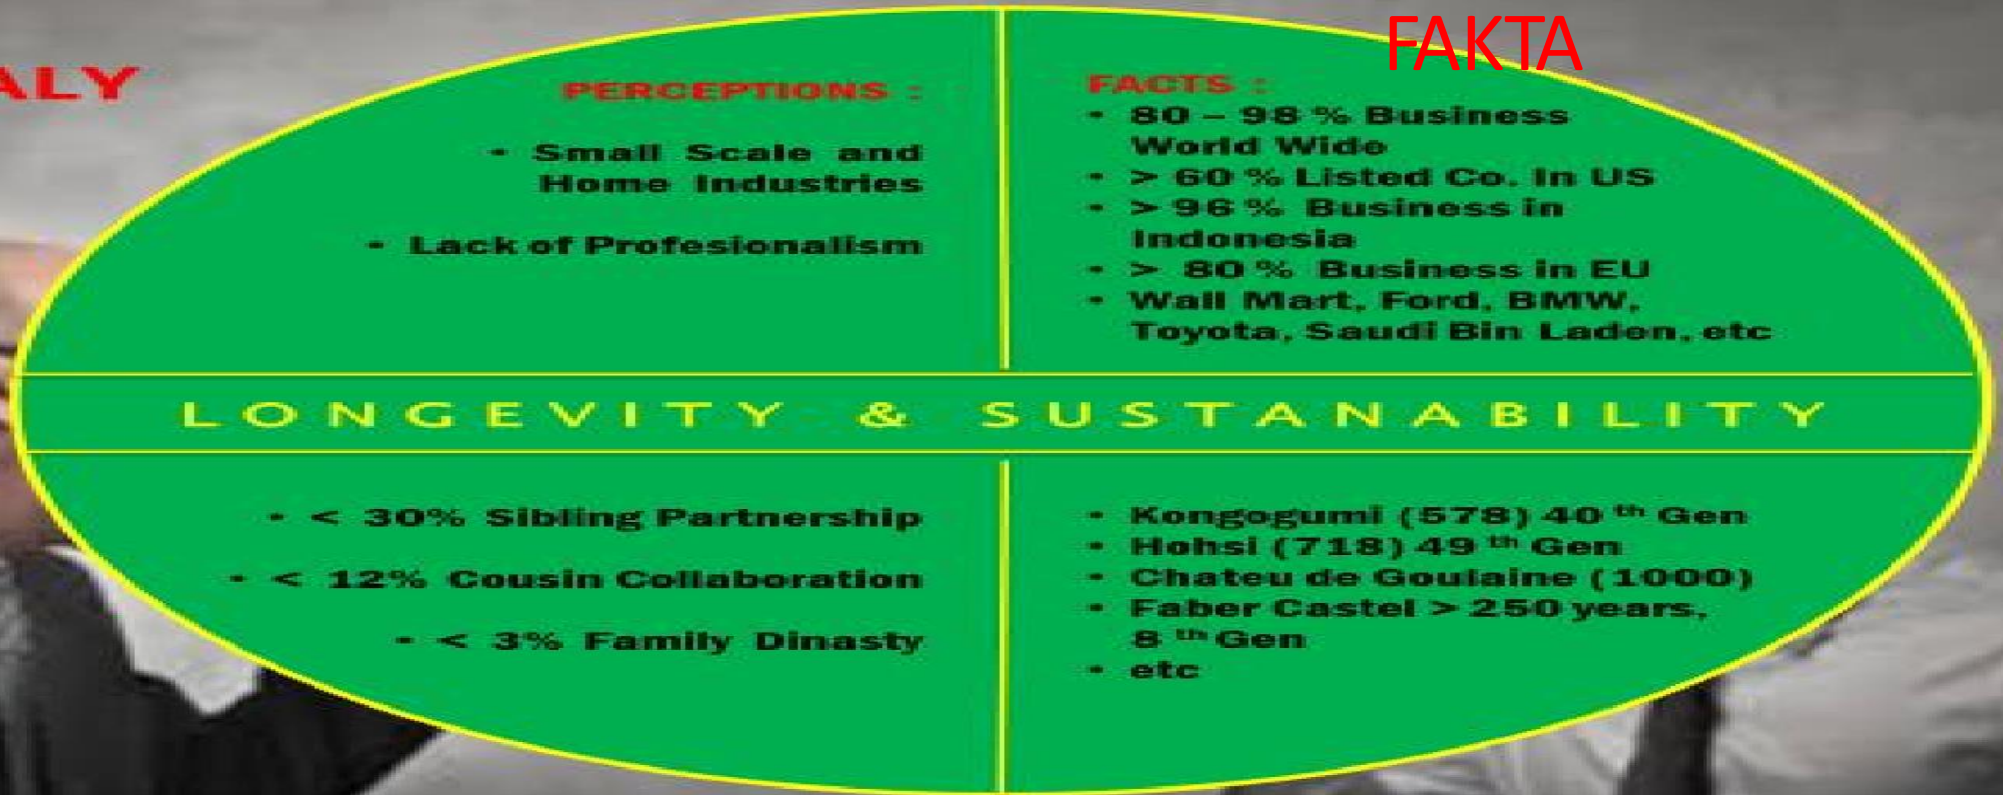 FAKTA
ALY
PERCEPTIONS :
• Small Scale and
Home Industries
• Lack of Profesionalism
FACTS :
• 80 – 98 % Business
World Wide
• > 60 % Listed Co. In US
• > 96 % Business in
Indonesia
• > 80 % Business in EU
• Wall Mart, Ford, BMW,
Toyota, Saudi Bin Laden, etc
LONGEVITY & SUSTANABILITY
• < 30% Sibling Partnership
• < 12% Cousin Collaboration
• < 3% Family Dinasty
• Kongogumi (578) 40 th Gen
• Hohsi (718) 49 th Gen
• Chateu de Goulaine (1000)
• Faber Castel > 250 years,
8 th Gen
• etc